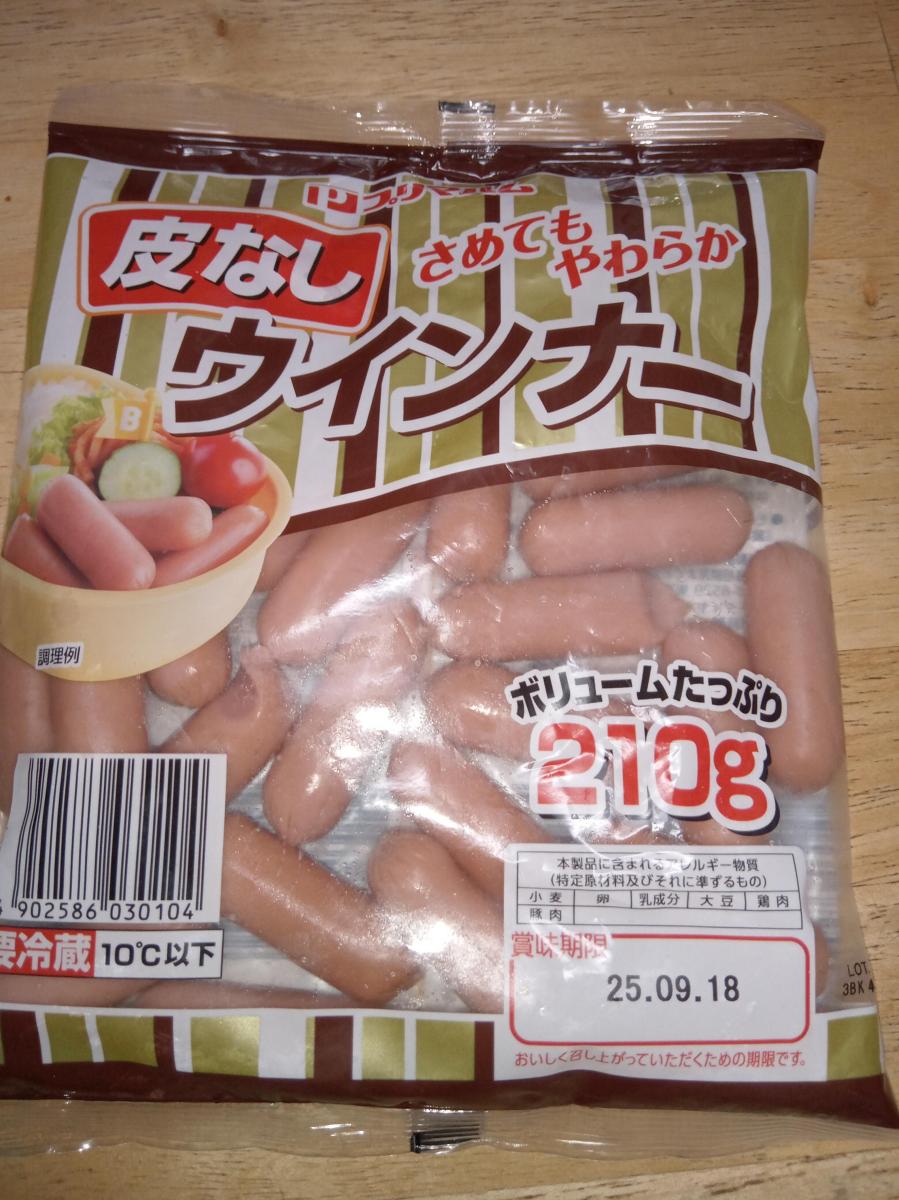 プリマハム
皮なし
さめても
やわらか
ウインナー
B
調理例
ボリュームたっぷり
210g
本製品に含まれるアレルギー物質
(特定原材料及びそれに準ずるもの)
小麦 卵 乳成分 大豆 鶏肉
豚肉
902586 030104
要冷蔵 10℃以下
賞味期限
25.09.18
LOT.
3BK 4
おいしく召し上がっていただくための期限です。